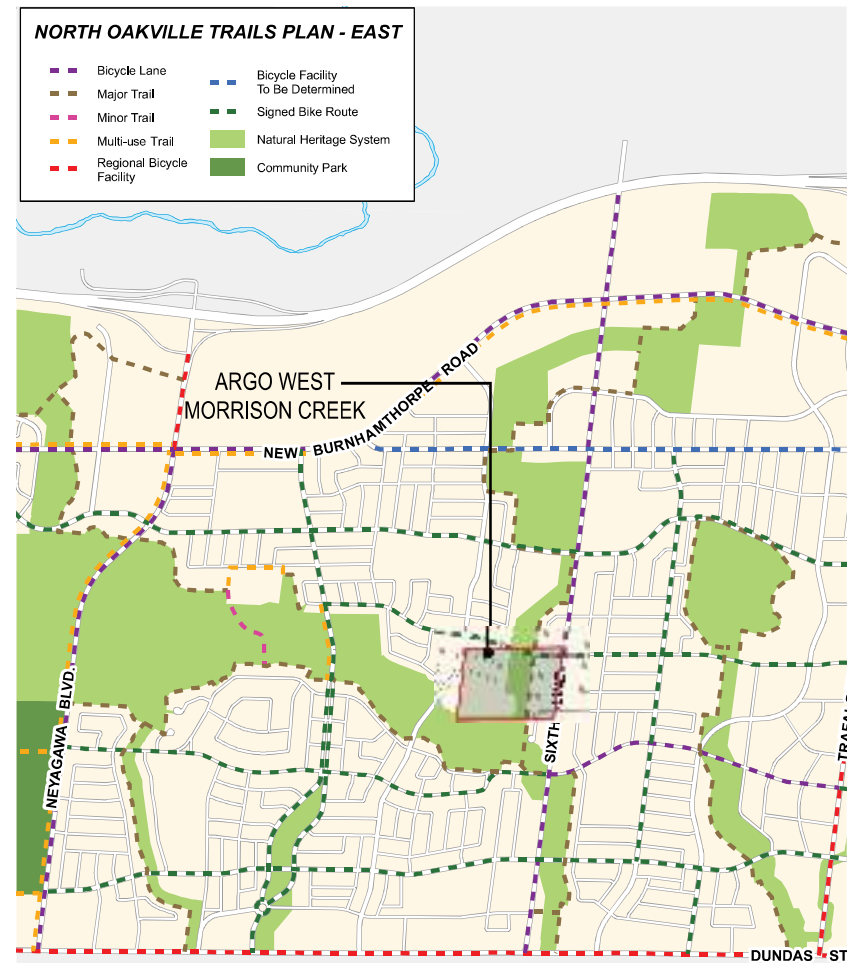 NORTH OAKVILLE TRAILS PLAN - EAST
Bicycle Lane
Major Trail
Minor Trail
Multi-use Trail
Regional Bicycle
Facility
Bicycle Facility
To Be Determined
Signed Bike Route
Natural Heritage System
Community Park
ARGO WEST
MORRISON CREEK
NEW BURNHAMTHORPE ROAD
NEYAGAWA BLVD.
SIXTH
DUNDAS ST